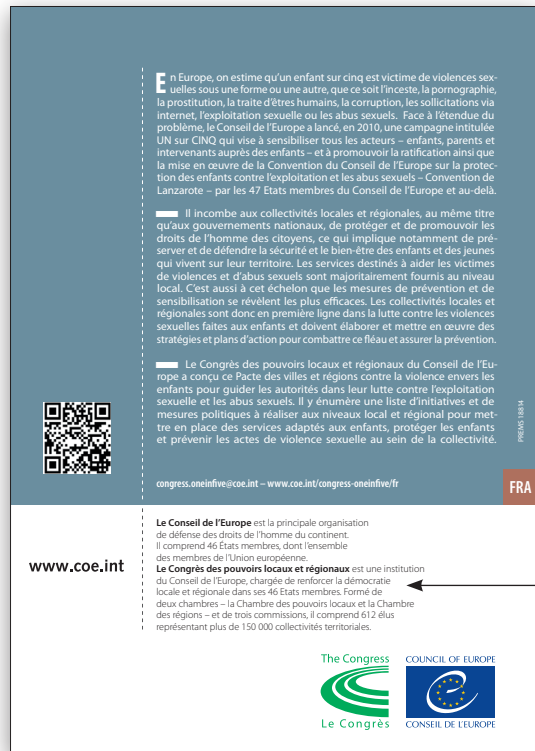 En Europe, on estime qu'un enfant sur cinq est victime de violences sex-
uelles sous une forme ou une autre, que ce soit l'inceste, la pornographie,
la prostitution, la traite d'êtres humains, la corruption, les sollicitations via
internet, l'exploitation sexuelle ou les abus sexuels. Face à l'étendue du
problème, le Conseil de l'Europe a lancé, en 2010, une campagne intitulée
UN sur CINQ qui vise à sensibiliser tous les acteurs – enfants, parents et
intervenants auprès des enfants – et à promouvoir la ratification ainsi que
la mise en œuvre de la Convention du Conseil de l'Europe sur la protec-
tion des enfants contre l'exploitation et les abus sexuels – Convention de
Lanzarote – par les 47 Etats membres du Conseil de l'Europe et au-delà.
Il incombe aux collectivités locales et régionales, au même titre
qu'aux gouvernements nationaux, de protéger et de promouvoir les
droits de l'homme des citoyens, ce qui implique notamment de pré-
server et de défendre la sécurité et le bien-être des enfants et des jeunes
qui vivent sur leur territoire. Les services destinés à aider les victimes
de violences et d'abus sexuels sont majoritairement fournis au niveau
local. C'est aussi à cet échelon que les mesures de prévention et de
sensibilisation se révèlent les plus efficaces. Les collectivités locales et
régionales sont donc en première ligne dans la lutte contre les violences
sexuelles faites aux enfants et doivent élaborer et mettre en œuvre des
stratégies et plans d'action pour combattre ce fléau et assurer la prévention.
Le Congrès des pouvoirs locaux et régionaux du Conseil de l'Eu-
rope a conçu ce Pacte des villes et régions contre la violence envers les
enfants pour guider les autorités dans leur lutte contre l'exploitation
sexuelle et les abus sexuels. Il y énumère une liste d'initiatives et de
mesures politiques à réaliser aux niveaux local et régional pour met-
tre en place des services adaptés aux enfants, protéger les enfants
et prévenir les actes de violence sexuelle au sein de la collectivité.
PREMS 18814
congress.oneinfive@coe.int – www.coe.int/congress-oneinfive/fr
FRA
www.coe.int
Le Conseil de l'Europe est la principale organisation
de défense des droits de l'homme du continent.
Il comprend 46 États membres, dont l'ensemble
des membres de l'Union européenne.
Le Congrès des pouvoirs locaux et régionaux est une institution
du Conseil de l'Europe, chargée de renforcer la démocratie
locale et régionale dans ses 46 Etats membres. Formé de
deux chambres – la Chambre des pouvoirs locaux et la Chambre
des régions – et de trois commissions, il comprend 612 élus
représentant plus de 150 000 collectivités territoriales.
The Congress
Le Congrès
COUNCIL OF EUROPE
CONSEIL DE L'EUROPE